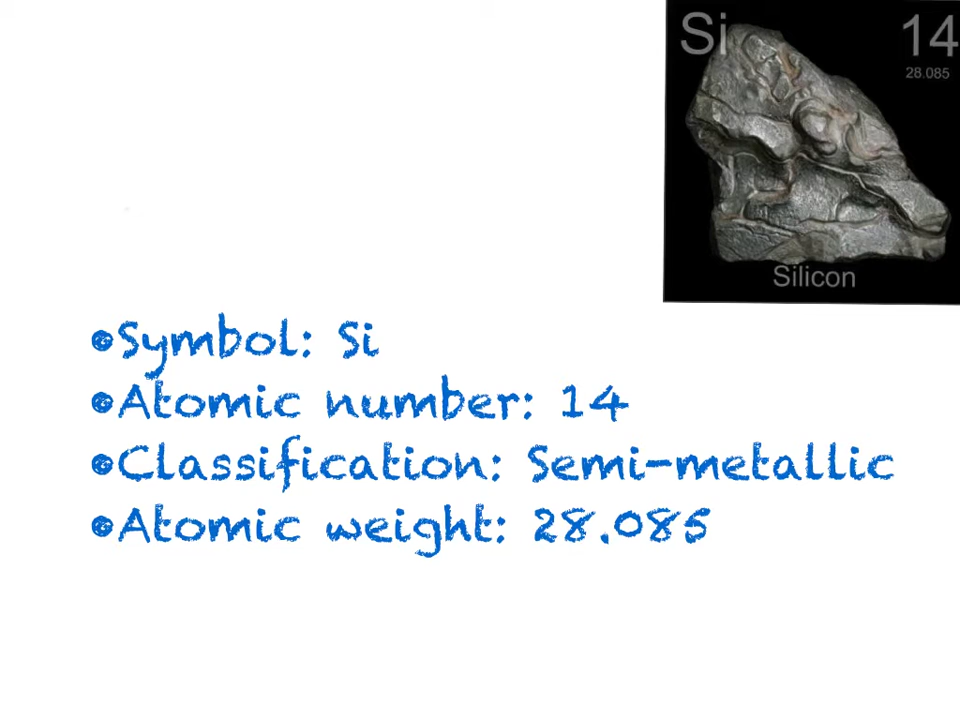 Si 14
28.085
Silicon
•Symbol: Si
•Atomic number: 14
•Classification: Semi-metallic
•Atomic weight: 28.085